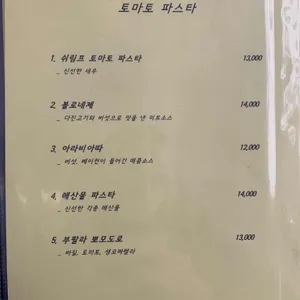 토마토 파스타
1. 쉬림프 토마토 파스타 13,000
_ 신선한 새우
2. 볼로네제 14,000
_ 다진고기와 버섯으로 맛을 낸 미트소스
3. 아라비아따 12,000
_ 버섯, 베이컨이 들어간 매콤소스
4. 해산물 파스타 14,000
_ 신선한 각종 해산물
5. 부팔라 뽀모도로 13,000
_ 바질, 토마토, 생모짜렐라